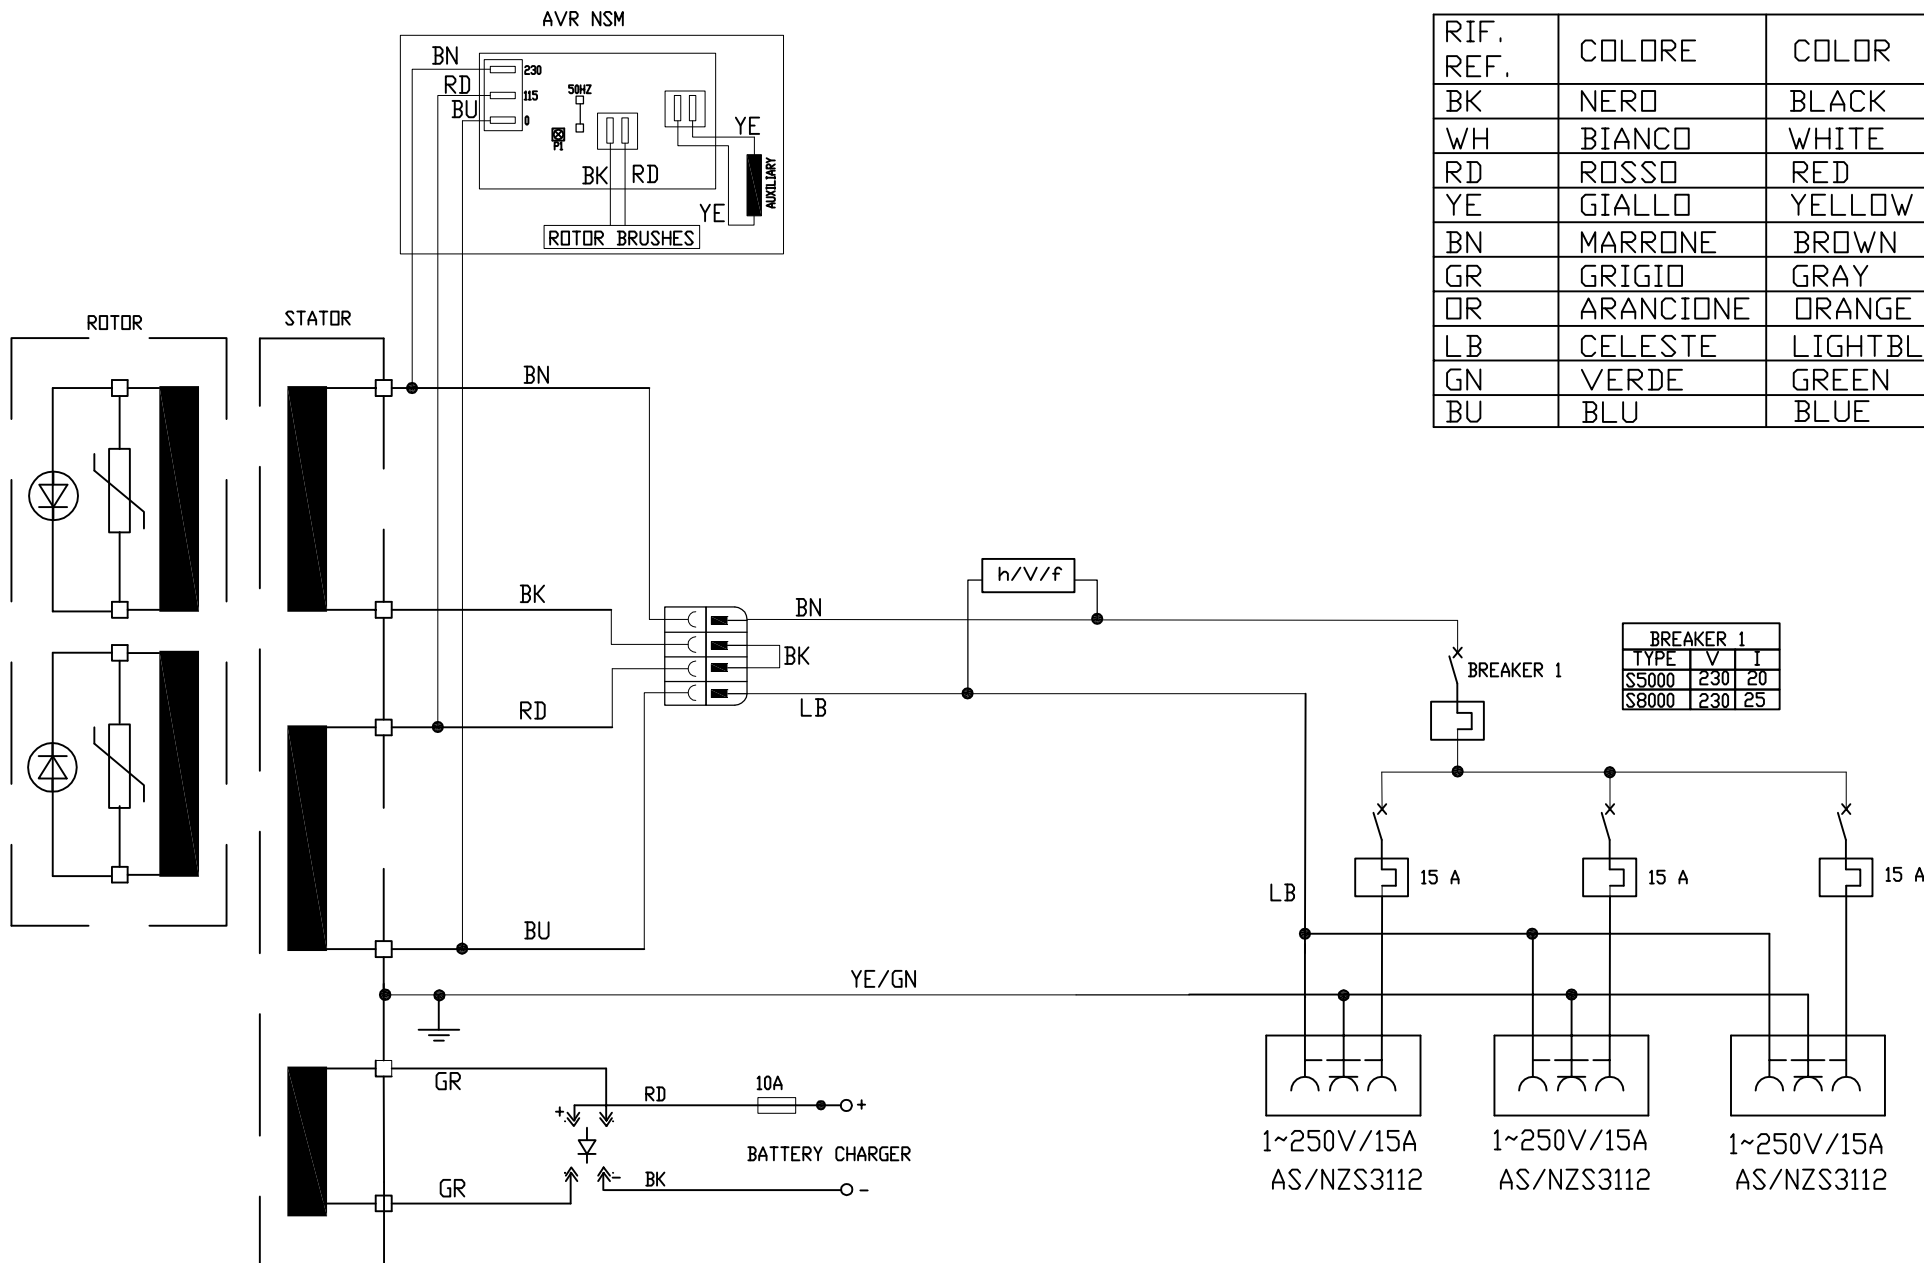 AVR NSM
BN
230
RD
115
BU
0
50HZ
P1
YE
AUXILIARY
BK RD
YE
ROTOR BRUSHES
RIF. REF. COLORE COLOR
BK NERO BLACK
WH BIANCO WHITE
RD ROSSO RED
YE GIALLO YELLOW
BN MARRONE BROWN
GR GRIGIO GRAY
OR ARANCIONE ORANGE
LB CELESTE LIGHTBL
GN VERDE GREEN
BU BLU BLUE
ROTOR
STATOR
BN
BK
RD
BU
h/V/f
BN
BK
LB
BREAKER 1
BREAKER 1
TYPE V I
S5000 230 20
S8000 230 25
15 A
15 A
15 A
LB
YE/GN
GR
GR
+
-
RD
10A
+
BATTERY CHARGER
BK
-
1~250V/15A
AS/NZS3112
1~250V/15A
AS/NZS3112
1~250V/15A
AS/NZS3112